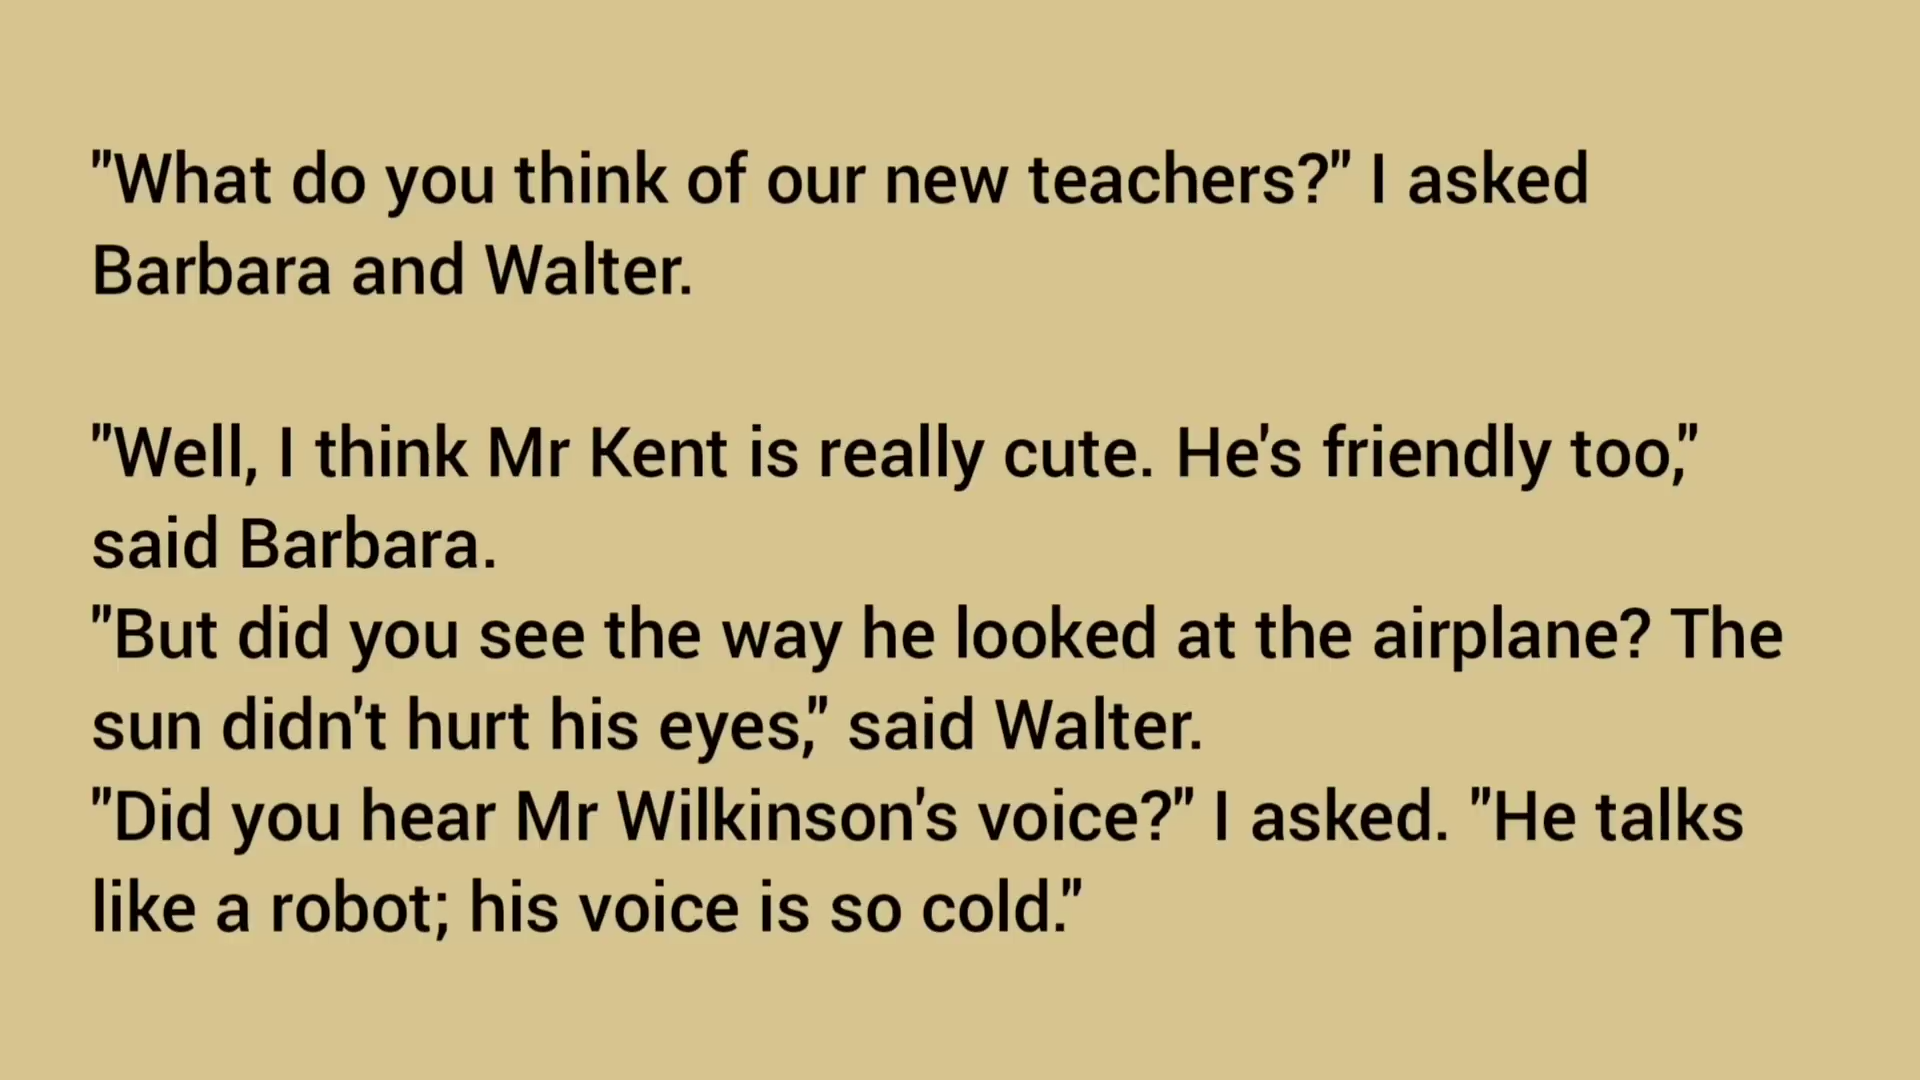 "What do you think of our new teachers?" I asked
Barbara and Walter.
"Well, I think Mr Kent is really cute. He's friendly too,"
said Barbara.
"But did you see the way he looked at the airplane? The
sun didn't hurt his eyes," said Walter.
"Did you hear Mr Wilkinson's voice?" I asked. "He talks
like a robot; his voice is so cold."